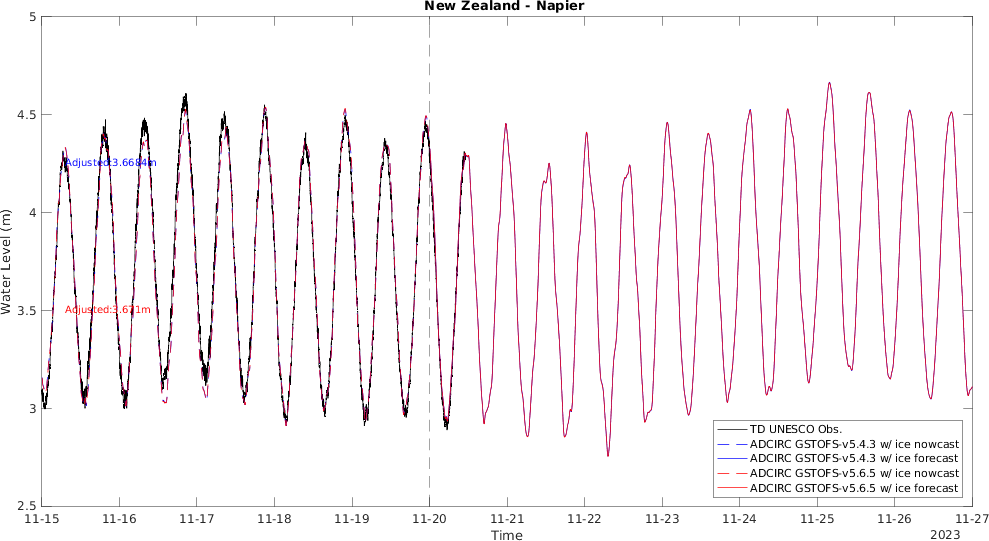 New Zealand - Napier
5
4.5
4
3.5
3
2.5
Water Level (m)
Adjusted:3.6684m
Adjusted:3.671m
TD UNESCO Obs.
ADCIRC GSTOFS-v5.4.3 w/ ice nowcast
ADCIRC GSTOFS-v5.4.3 w/ ice forecast
ADCIRC GSTOFS-v5.6.5 w/ ice nowcast
ADCIRC GSTOFS-v5.6.5 w/ ice forecast
11-15 11-16 11-17 11-18 11-19 11-20 11-21 11-22 11-23 11-24 11-25 11-26 11-27
Time
2023